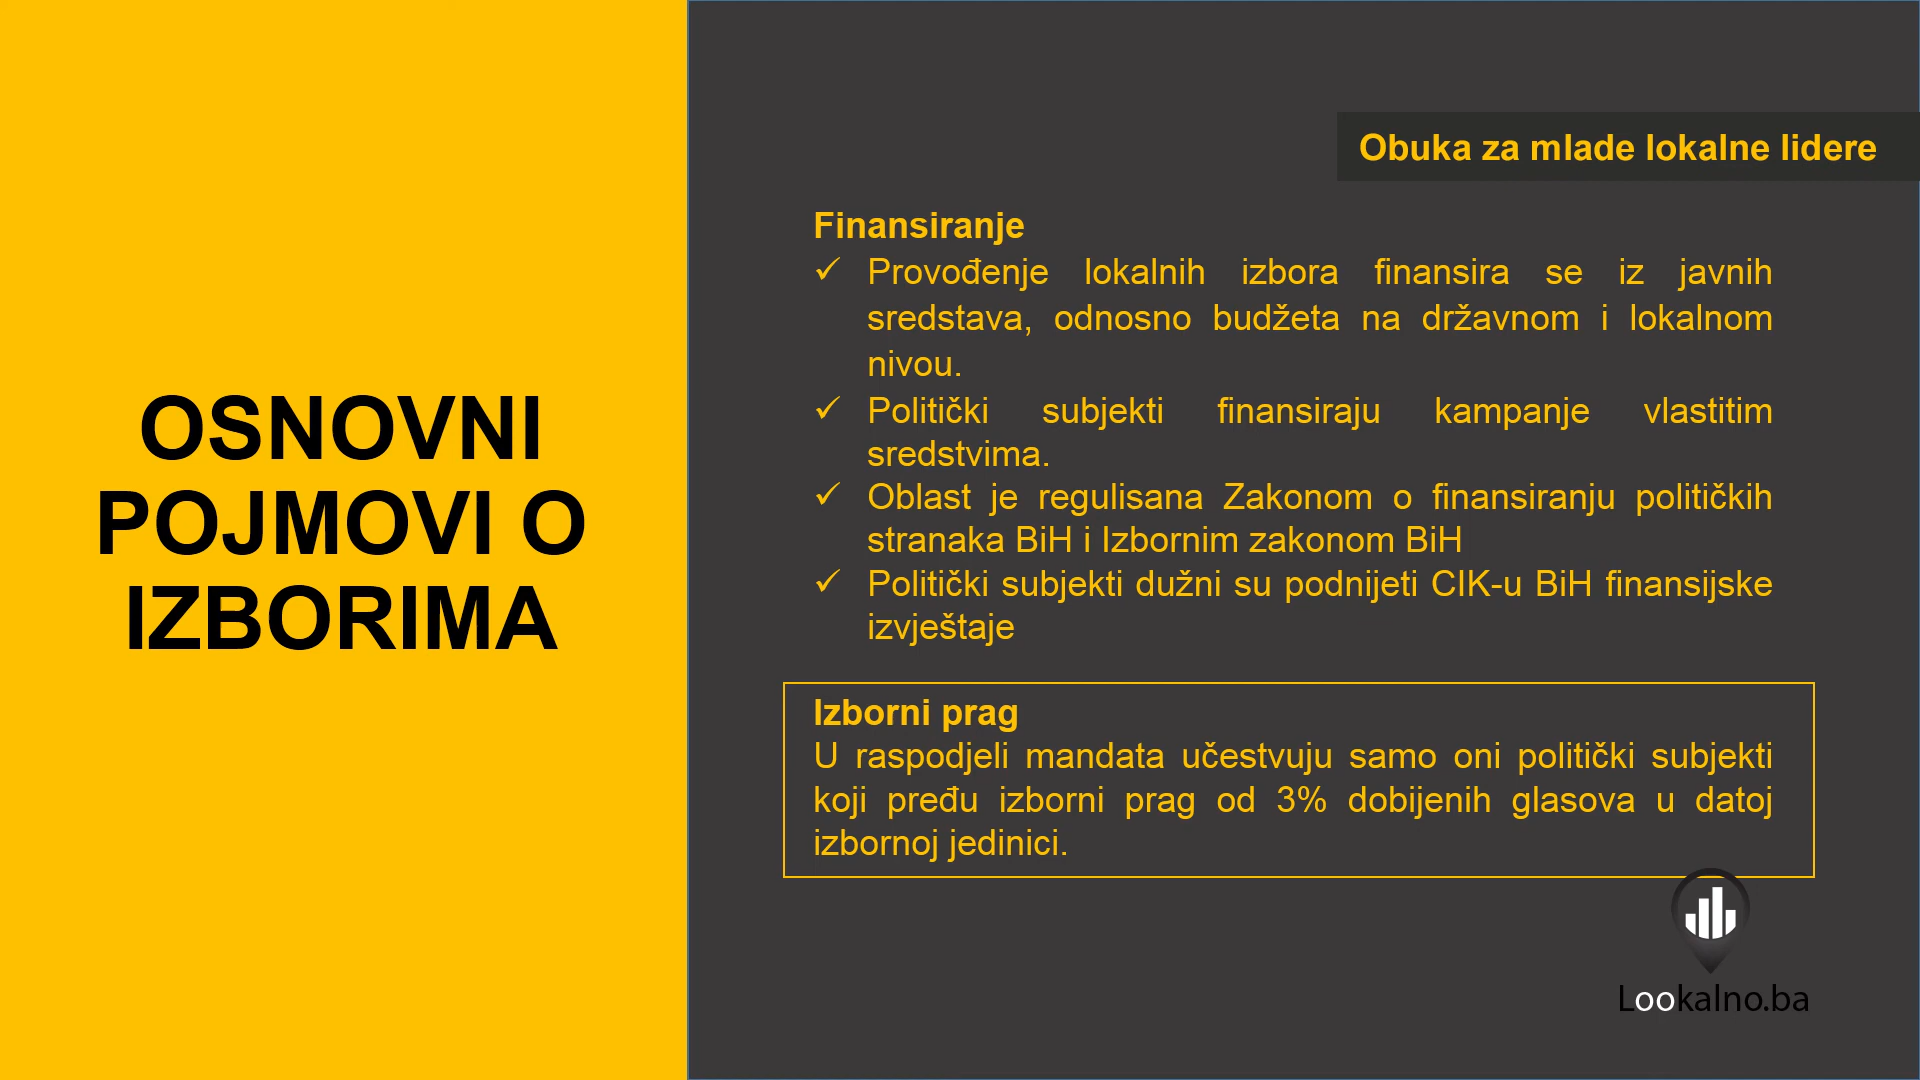 OSNOVNI
POJMOVI O
IZBORIMA
Obuka za mlade lokalne lidere
Finansiranje
✓ Provođenje lokalnih izbora finansira se iz javnih
sredstava, odnosno budžeta na državnom i lokalnom
nivou.
✓ Politički subjekti finansiraju kampanje vlastitim
sredstvima.
✓ Oblast je regulisana Zakonom o finansiranju političkih
stranaka BiH i Izbornim zakonom BiH
✓ Politički subjekti dužni su podnijeti CIK-u BiH finansijske
izvještaje
Izborni prag
U raspodjeli mandata učestvuju samo oni politički subjekti
koji pređu izborni prag od 3% dobijenih glasova u datoj
izbornoj jedinici.
Lookalno.ba